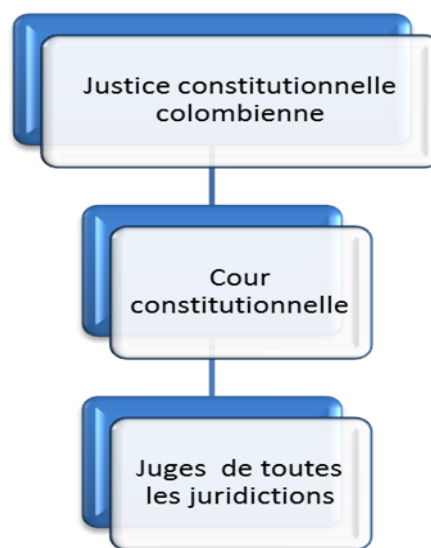 Justice constitutionnelle
colombienne
Cour
constitutionnelle
Juges de toutes
les juridictions